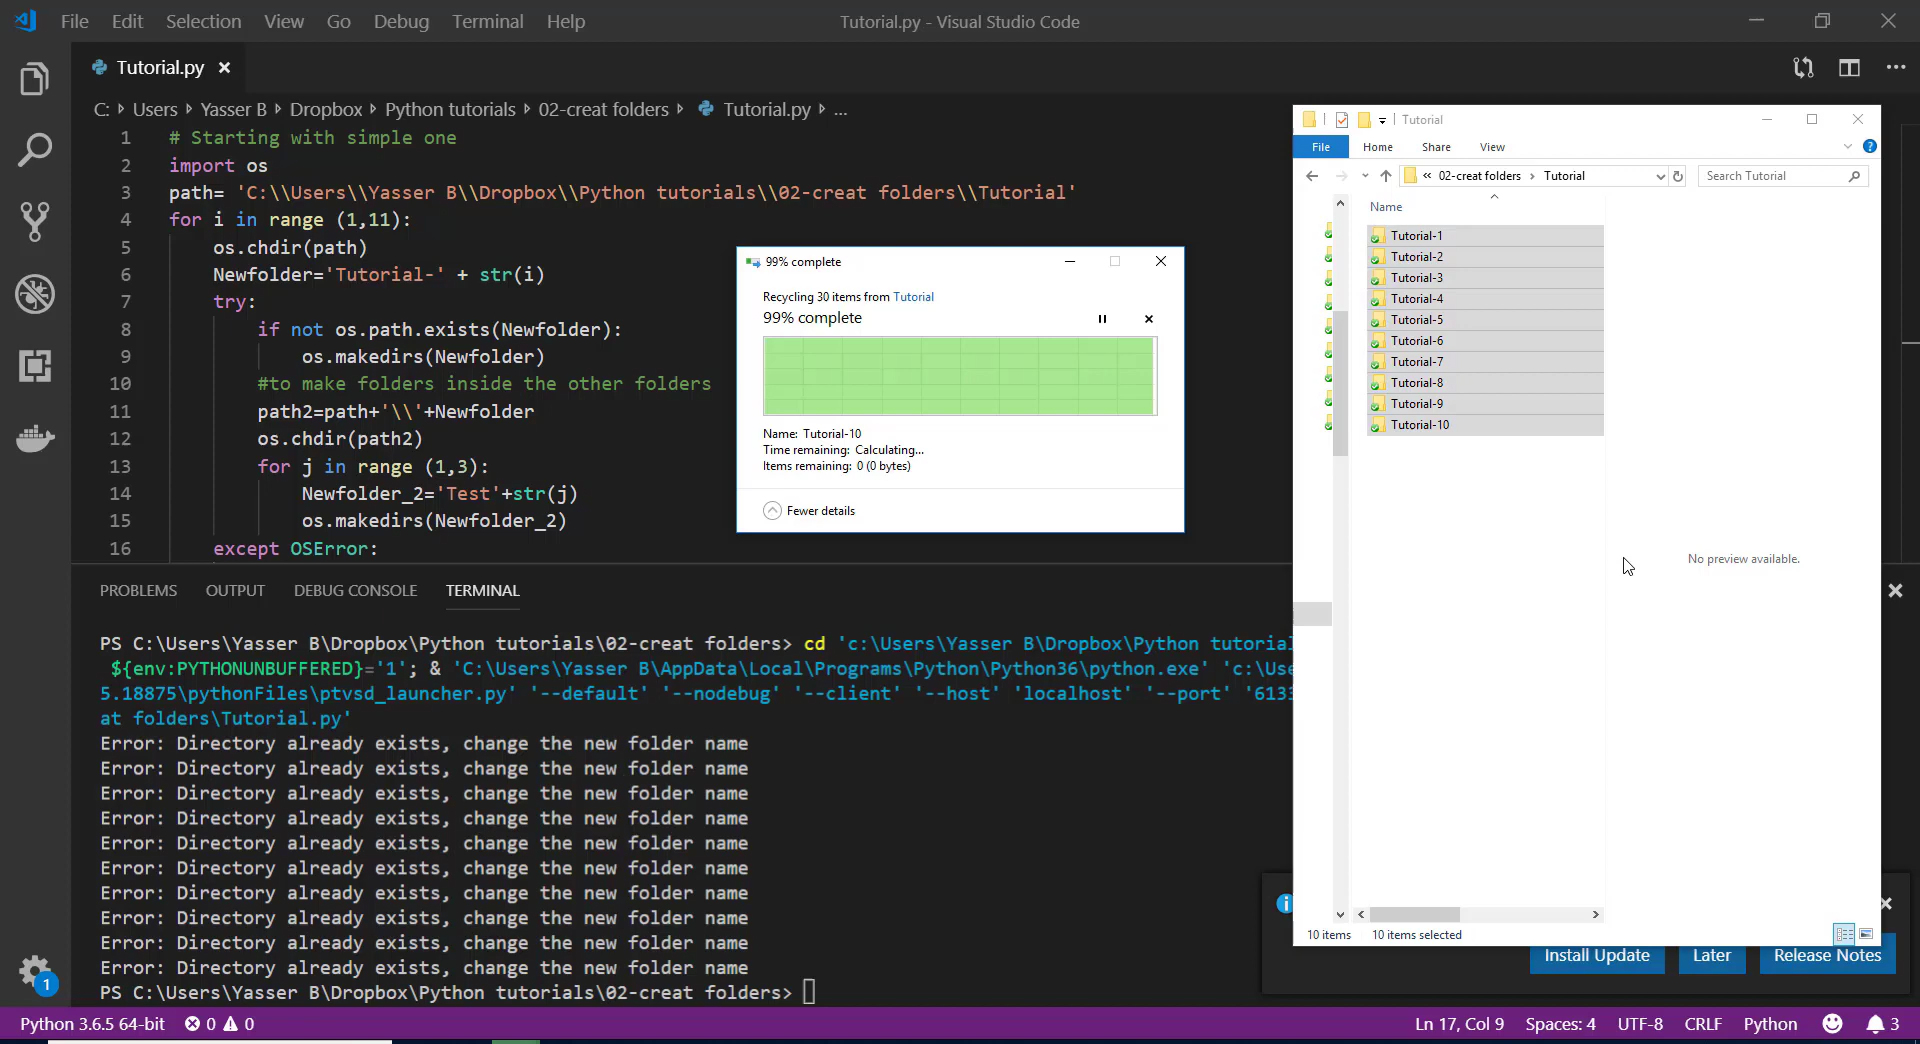 File Edit Selection View Go Debug Terminal Help
Tutorial.py - Visual Studio Code
Tutorial.py
C: Users Yasser B Dropbox Python tutorials 02-creat folders Tutorial.py ...
1 # Starting with simple one
2 import os
3 path= 'C:\\Users\\Yasser B\\Dropbox\\Python tutorials\\02-creat folders\\Tutorial'
4 for i in range (1,11):
5 os.chdir(path)
6 Newfolder='Tutorial-' + str(i)
7 try:
8 if not os.path.exists(Newfolder):
9 os.makedirs(Newfolder)
10 #to make folders inside the other folders
11 path2=path+'\\'+Newfolder
12 os.chdir(path2)
13 for j in range (1,3):
14 Newfolder_2='Test'+str(j)
15 os.makedirs(Newfolder_2)
16 except OSError:
99% complete
Recycling 30 items from Tutorial
99% complete
Name: Tutorial-10
Time remaining: Calculating...
Items remaining: 0 (0 bytes)
Fewer details
Tutorial
File Home Share View
« 02-creat folders Tutorial
Search Tutorial
Name
Tutorial-1
Tutorial-2
Tutorial-3
Tutorial-4
Tutorial-5
Tutorial-6
Tutorial-7
Tutorial-8
Tutorial-9
Tutorial-10
No preview available.
10 items 10 items selected
PROBLEMS OUTPUT DEBUG CONSOLE TERMINAL
PS C:\Users\Yasser B\Dropbox\Python tutorials\02-creat folders> cd 'c:\Users\Yasser B\Dropbox\Python tutorial
${env:PYTHONUNBUFFERED}='1'; & 'C:\Users\Yasser B\AppData\Local\Programs\Python\Python36\python.exe' 'c:\Use
5.18875\pythonFiles\ptvsd_launcher.py' '--default' '--nodebug' '--client' '--host' 'localhost' '--port' '6133
at folders\Tutorial.py'
Error: Directory already exists, change the new folder name
Error: Directory already exists, change the new folder name
Error: Directory already exists, change the new folder name
Error: Directory already exists, change the new folder name
Error: Directory already exists, change the new folder name
Error: Directory already exists, change the new folder name
Error: Directory already exists, change the new folder name
Error: Directory already exists, change the new folder name
Error: Directory already exists, change the new folder name
Error: Directory already exists, change the new folder name
PS C:\Users\Yasser B\Dropbox\Python tutorials\02-creat folders>
Install Update Later Release Notes
1
Python 3.6.5 64-bit 0 0
Ln 17, Col 9 Spaces: 4 UTF-8 CRLF Python 3